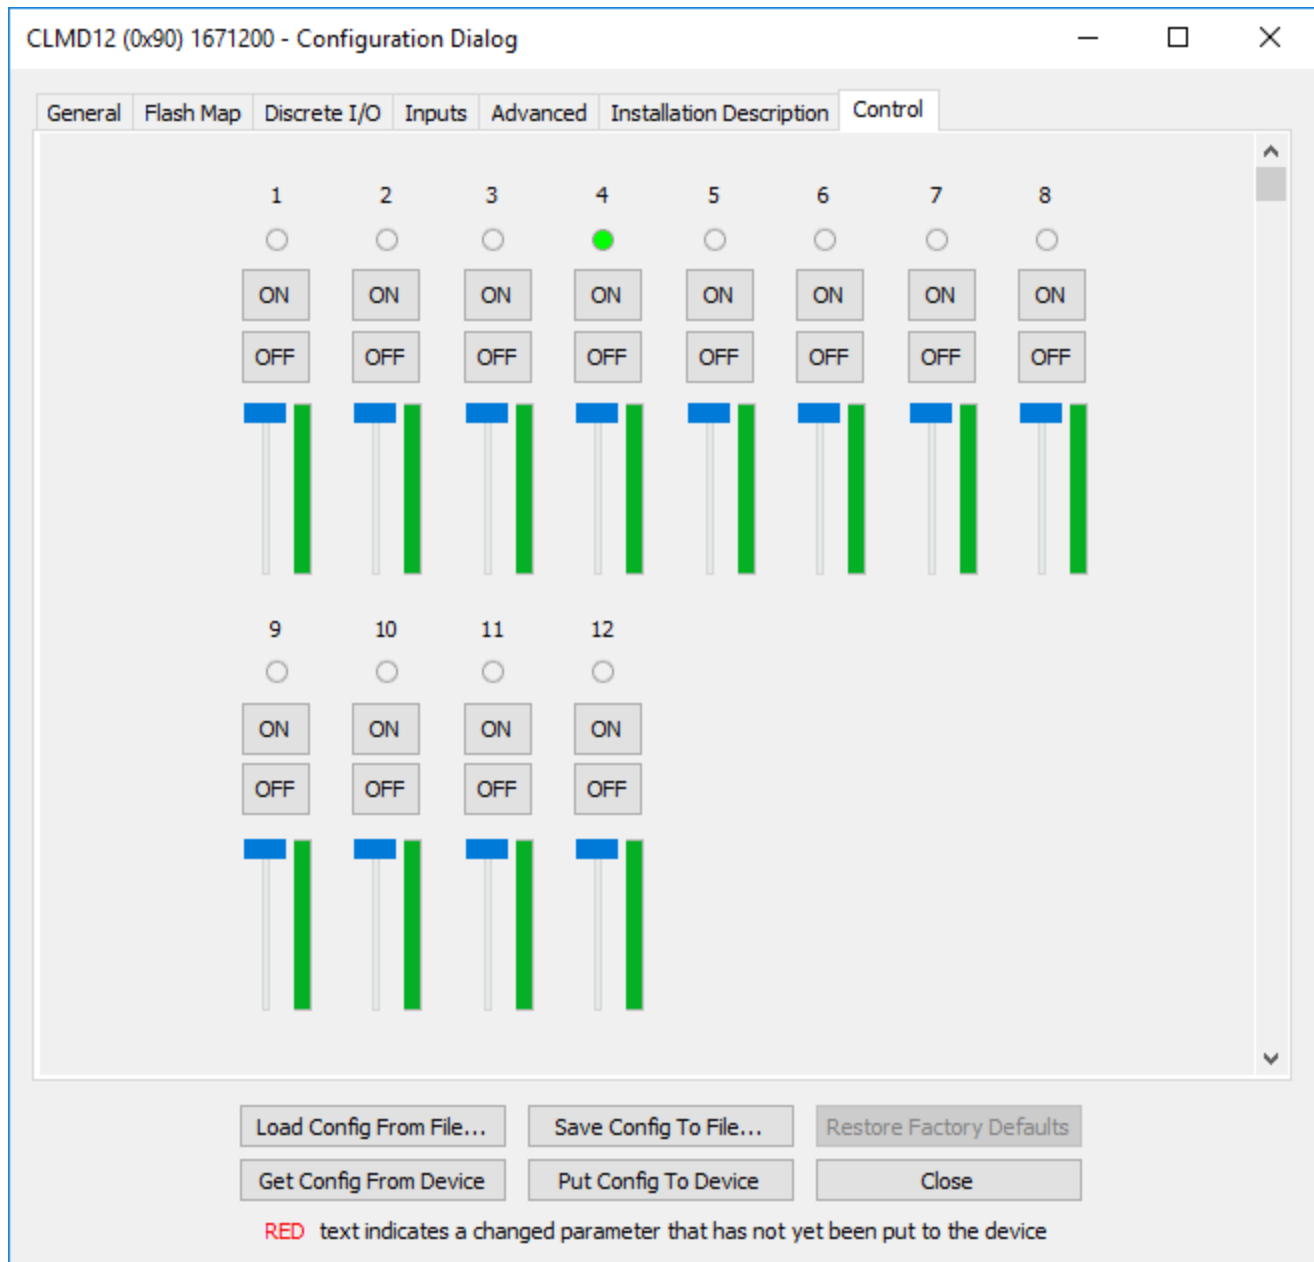 CLMD12 (0x90) 1671200 - Configuration Dialog
General Flash Map Discrete I/O Inputs Advanced Installation Description Control
1 2 3 4 5 6 7 8
ON ON ON ON ON ON ON ON
OFF OFF OFF OFF OFF OFF OFF OFF
9 10 11 12
ON ON ON ON
OFF OFF OFF OFF
Load Config From File... Save Config To File... Restore Factory Defaults
Get Config From Device Put Config To Device Close
RED text indicates a changed parameter that has not yet been put to the device